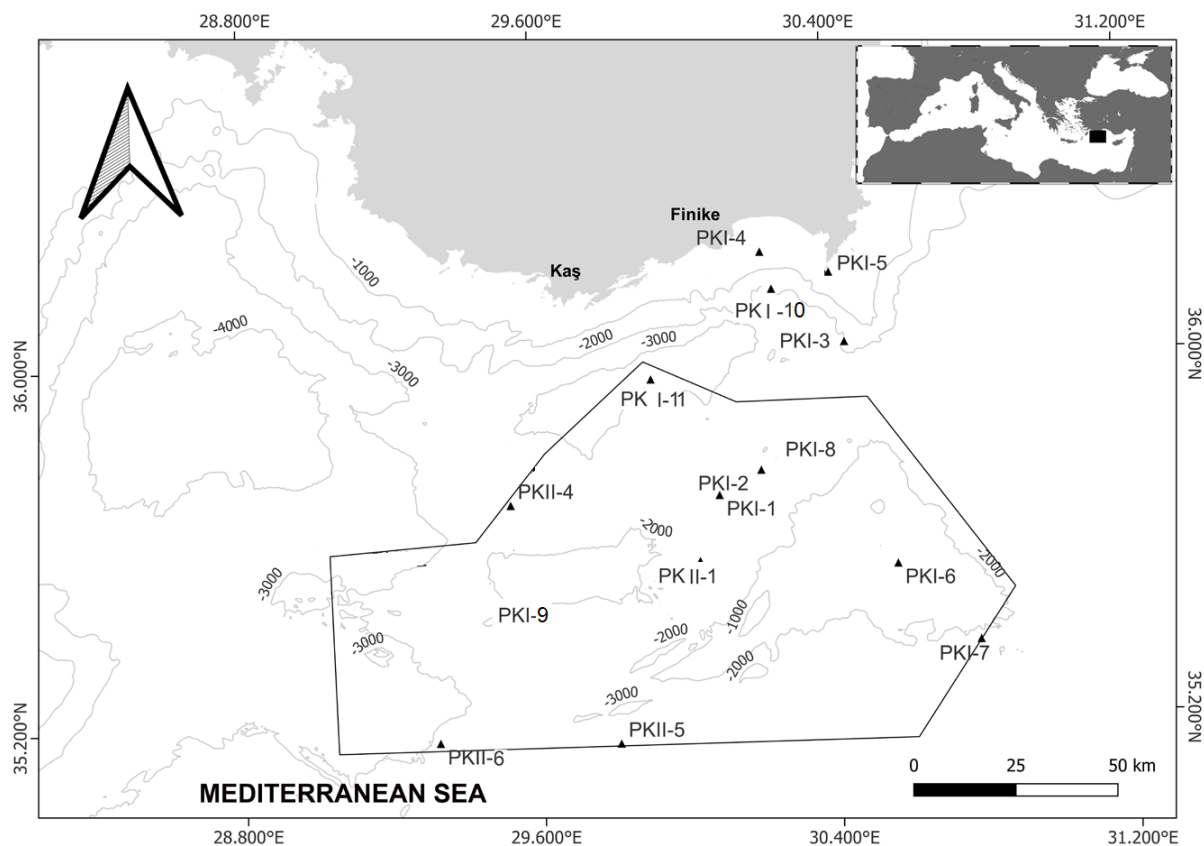 28.800°E 29.600°E 30.400°E 31.200°E
Finike
PKI-4
PKI-5
Kaş
-1000
PK I -10
-4000
-2000
-3000
PKI-3
36.000°N
36.000°N
-3000
PK I-11
PKI-8
PKI-2
PKII-4
PKI-1
-2000
-2000
PK II-1
PKI-6
-3000
PKI-9
-1000
-2000
-3000
PKI-7
-2000
-3000
35.200°N
35.200°N
PKII-5
PKII-6
0 25 50 km
MEDITERRANEAN SEA
28.800°E 29.600°E 30.400°E 31.200°E